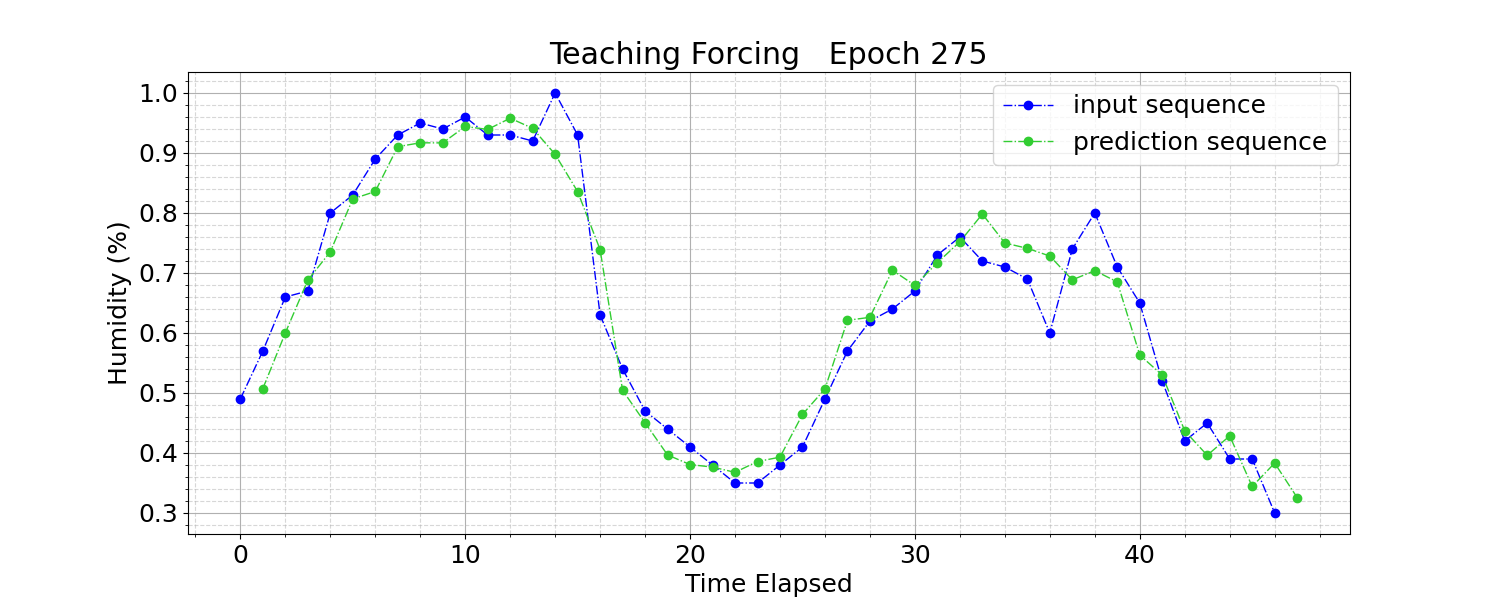 Teaching Forcing   Epoch 275
input sequence
prediction sequence
Humidity (%)
1.0
0.9
0.8
0.7
0.6
0.5
0.4
0.3
0 10 20 30 40
Time Elapsed